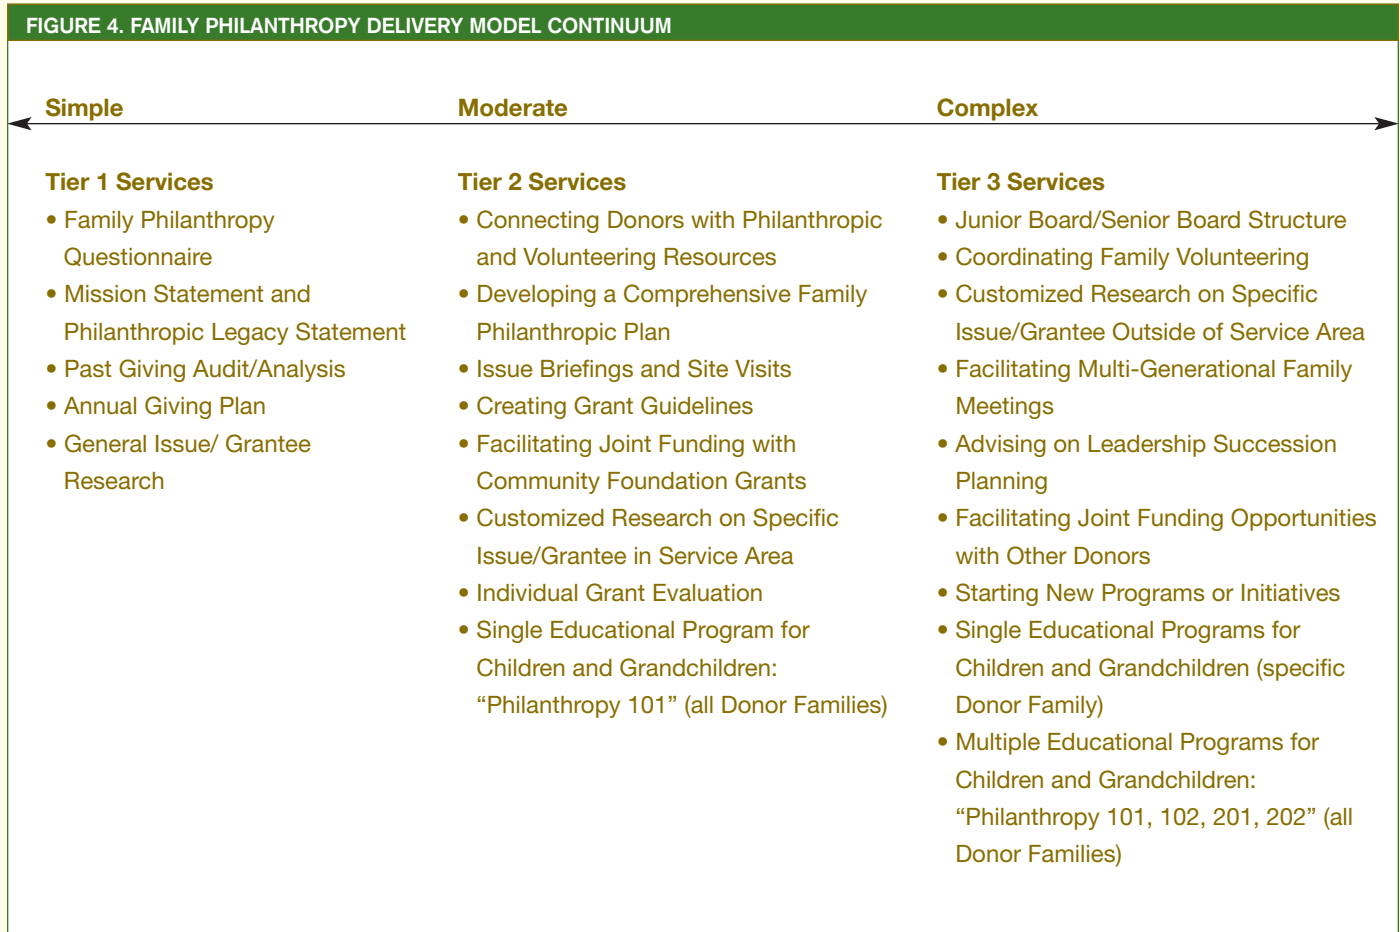 FIGURE 4. FAMILY PHILANTHROPY DELIVERY MODEL CONTINUUM
Simple
Moderate
Complex
Tier 1 Services
• Family Philanthropy
Questionnaire
• Mission Statement and
Philanthropic Legacy Statement
• Past Giving Audit/Analysis
• Annual Giving Plan
• General Issue/ Grantee
Research
Tier 2 Services
• Connecting Donors with Philanthropic
and Volunteering Resources
• Developing a Comprehensive Family
Philanthropic Plan
• Issue Briefings and Site Visits
• Creating Grant Guidelines
• Facilitating Joint Funding with
Community Foundation Grants
• Customized Research on Specific
Issue/Grantee in Service Area
• Individual Grant Evaluation
• Single Educational Program for
Children and Grandchildren:
“Philanthropy 101” (all Donor Families)
Tier 3 Services
• Junior Board/Senior Board Structure
• Coordinating Family Volunteering
• Customized Research on Specific
Issue/Grantee Outside of Service Area
• Facilitating Multi-Generational Family
Meetings
• Advising on Leadership Succession
Planning
• Facilitating Joint Funding Opportunities
with Other Donors
• Starting New Programs or Initiatives
• Single Educational Programs for
Children and Grandchildren (specific
Donor Family)
• Multiple Educational Programs for
Children and Grandchildren:
“Philanthropy 101, 102, 201, 202” (all
Donor Families)